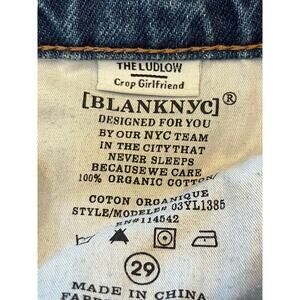 THE LUDLOW
Crop Girlfriend
[BLANKNYC]®
DESIGNED FOR YOU
BY OUR NYC TEAM
IN THE CITY THAT
NEVER SLEEPS
BECAUSE WE CARE
100% ORGANIC COTTON/
COTON ORGANIQUE
STYLE/MODELE# 03YL1385
RN#114542
29
MADE IN CHINA